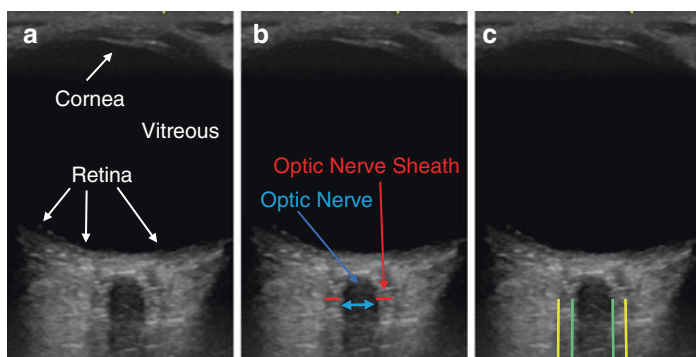 a
Cornea
Vitreous
Retina
b
Optic Nerve Sheath
Optic Nerve
c